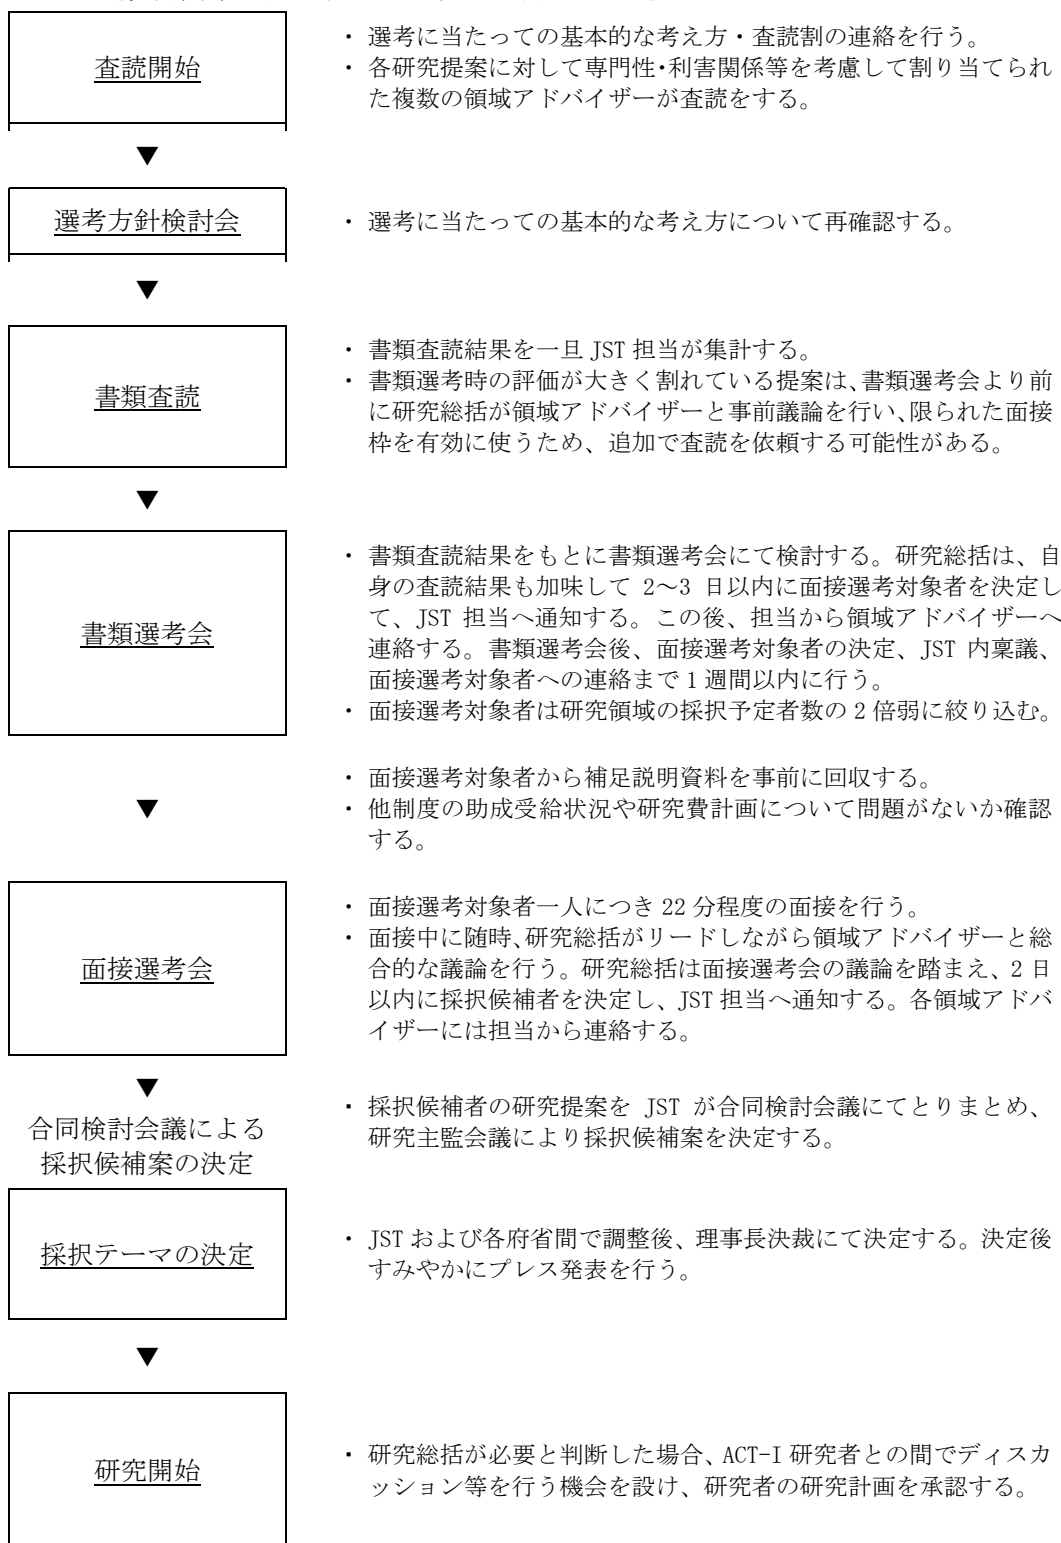 査読開始
・ 選考に当たっての基本的な考え方・査読割の連絡を行う。
・ 各研究提案に対して専門性・利害関係等を考慮して割り当てられ
た複数の領域アドバイザーが査読をする。
▼
選考方針検討会
・ 選考に当たっての基本的な考え方について再確認する。
▼
書類査読
・ 書類査読結果を一旦 JST 担当が集計する。
・ 書類選考時の評価が大きく割れている提案は、書類選考会より前
に研究総括が領域アドバイザーと事前議論を行い、限られた面接
枠を有効に使うため、追加で査読を依頼する可能性がある。
▼
書類選考会
・ 書類査読結果をもとに書類選考会にて検討する。研究総括は、自
身の査読結果も加味して 2～3 日以内に面接選考対象者を決定し
て、JST 担当へ通知する。この後、担当から領域アドバイザーへ
連絡する。書類選考会後、面接選考対象者の決定、JST 内稟議、
面接選考対象者への連絡まで 1 週間以内に行う。
・ 面接選考対象者は研究領域の採択予定者数の 2 倍弱に絞り込む。
▼
・ 面接選考対象者から補足説明資料を事前に回収する。
・ 他制度の助成受給状況や研究費計画について問題がないか確認
する。
面接選考会
・ 面接選考対象者一人につき 22 分程度の面接を行う。
・ 面接中に随時、研究総括がリードしながら領域アドバイザーと総
合的な議論を行う。研究総括は面接選考会の議論を踏まえ、2 日
以内に採択候補者を決定し、JST 担当へ通知する。各領域アドバ
イザーには担当から連絡する。
▼
合同検討会議による
採択候補案の決定
・ 採択候補者の研究提案を JST が合同検討会議にてとりまとめ、
研究主監会議により採択候補案を決定する。
採択テーマの決定
・ JST および各府省間で調整後、理事長決裁にて決定する。決定後
すみやかにプレス発表を行う。
▼
研究開始
・ 研究総括が必要と判断した場合、ACT-I 研究者との間でディスカ
ッション等を行う機会を設け、研究者の研究計画を承認する。